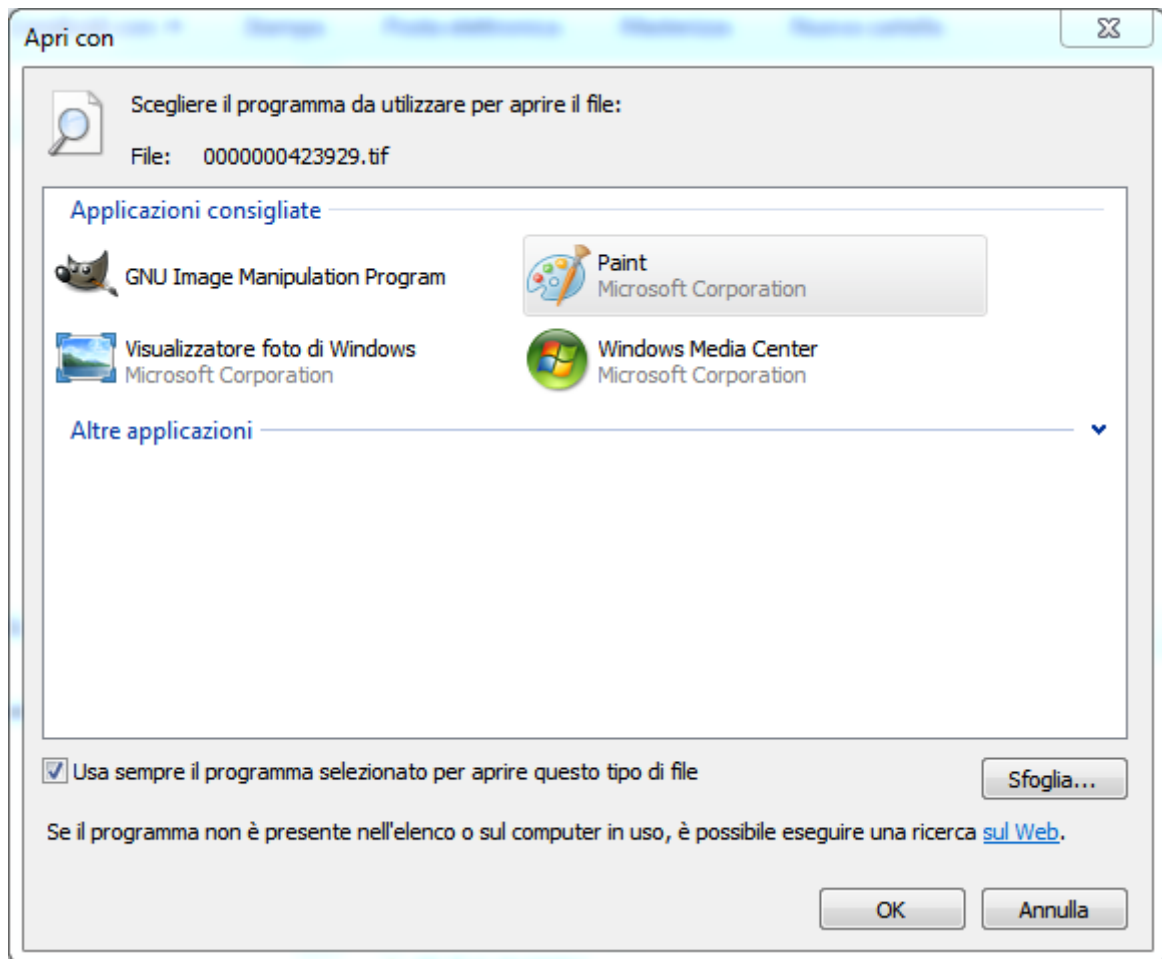 Apri con
Scegliere il programma da utilizzare per aprire il file:
File: 0000000423929.tif
Applicazioni consigliate
GNU Image Manipulation Program
Paint
Microsoft Corporation
Visualizzatore foto di Windows
Microsoft Corporation
Windows Media Center
Microsoft Corporation
Altre applicazioni
Usa sempre il programma selezionato per aprire questo tipo di file
Sfoglia...
Se il programma non è presente nell'elenco o sul computer in uso, è possibile eseguire una ricerca sul Web.
OK
Annulla